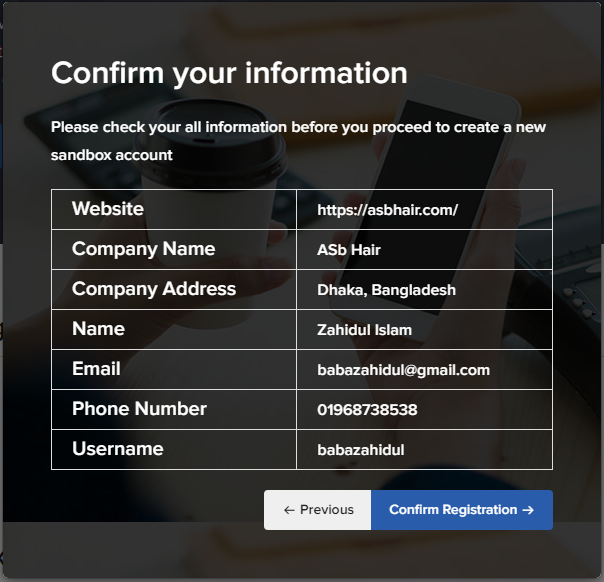 Confirm your information
Please check your all information before you proceed to create a new
sandbox account
Website https://asbhair.com/
Company Name ASb Hair
Company Address Dhaka, Bangladesh
Name Zahidul Islam
Email babazahidul@gmail.com
Phone Number 01968738538
Username babazahidul
← Previous Confirm Registration →